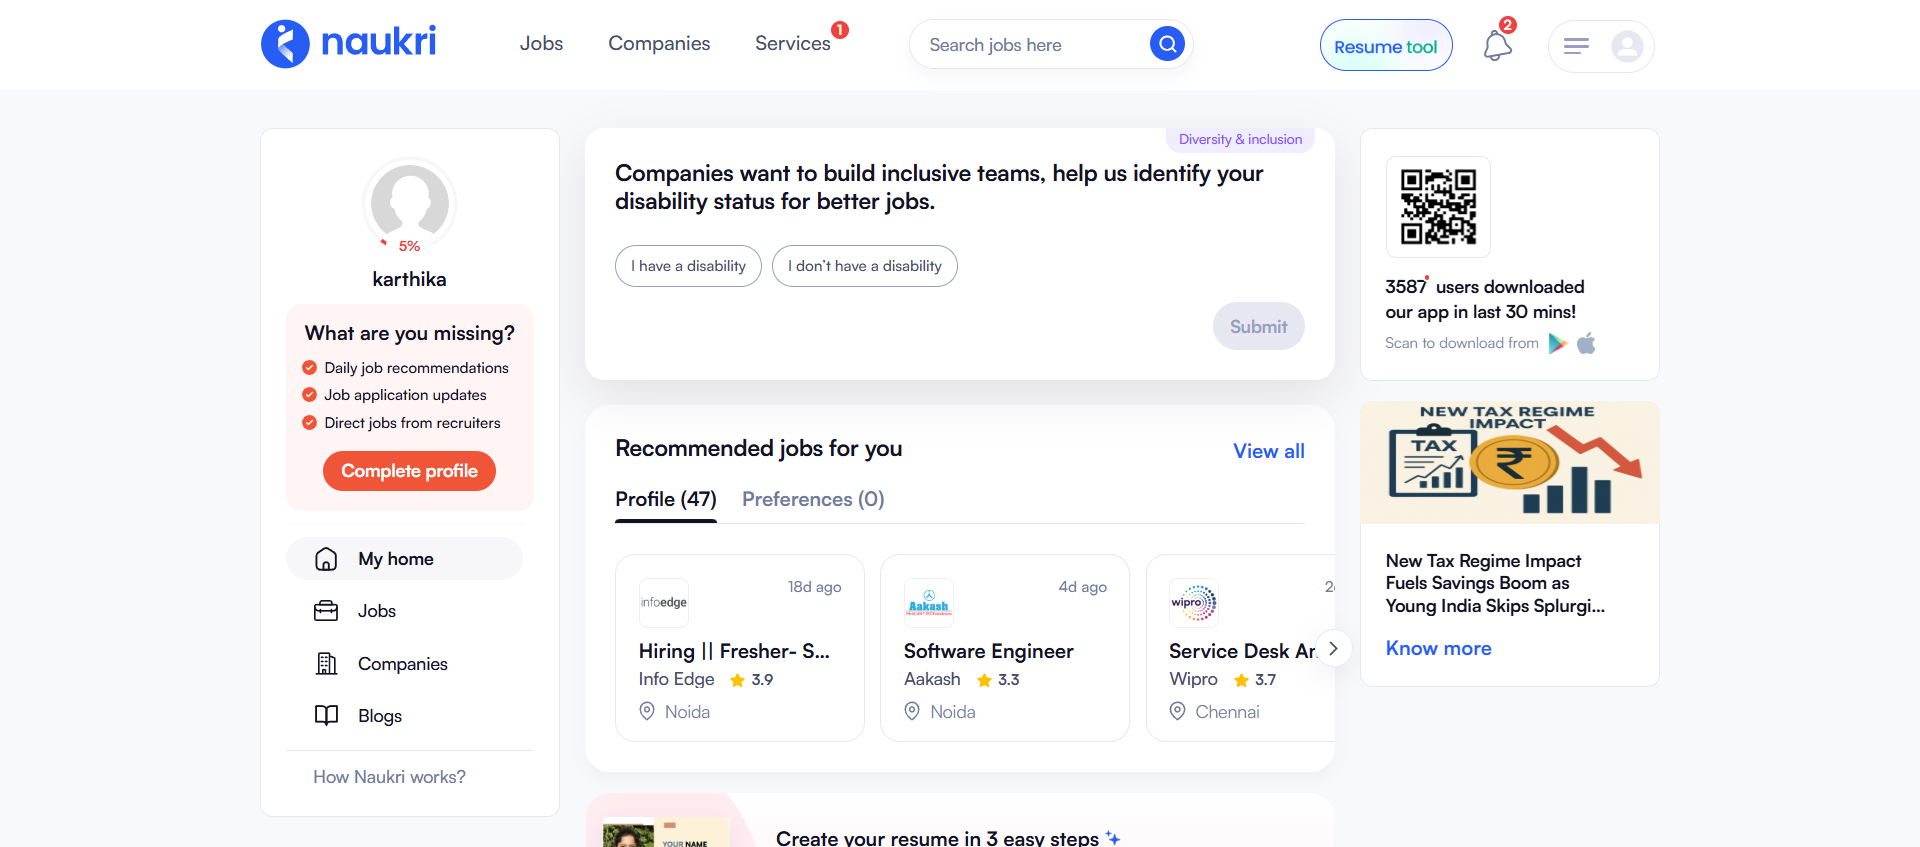 naukri
Jobs
Companies
Services
1
Search jobs here
Resume tool
2
5%
karthika
What are you missing?
Daily job recommendations
Job application updates
Direct jobs from recruiters
Complete profile
My home
Jobs
Companies
Blogs
How Naukri works?
Diversity & inclusion
Companies want to build inclusive teams, help us identify your
disability status for better jobs.
I have a disability
I don't have a disability
Submit
Recommended jobs for you
View all
Profile (47)
Preferences (0)
infoedge
18d ago
Hiring || Fresher- S...
Info Edge
3.9
Noida
Aakash
4d ago
Software Engineer
Aakash
3.3
Noida
wipro
Service Desk
Wipro
3.7
Chennai
Create your resume in 3 easy steps
YOUR NAME
3587 users downloaded
our app in last 30 mins!
Scan to download from
NEW TAX REGIME
IMPACT
TAX
₹
New Tax Regime Impact
Fuels Savings Boom as
Young India Skips Splurgi...
Know more